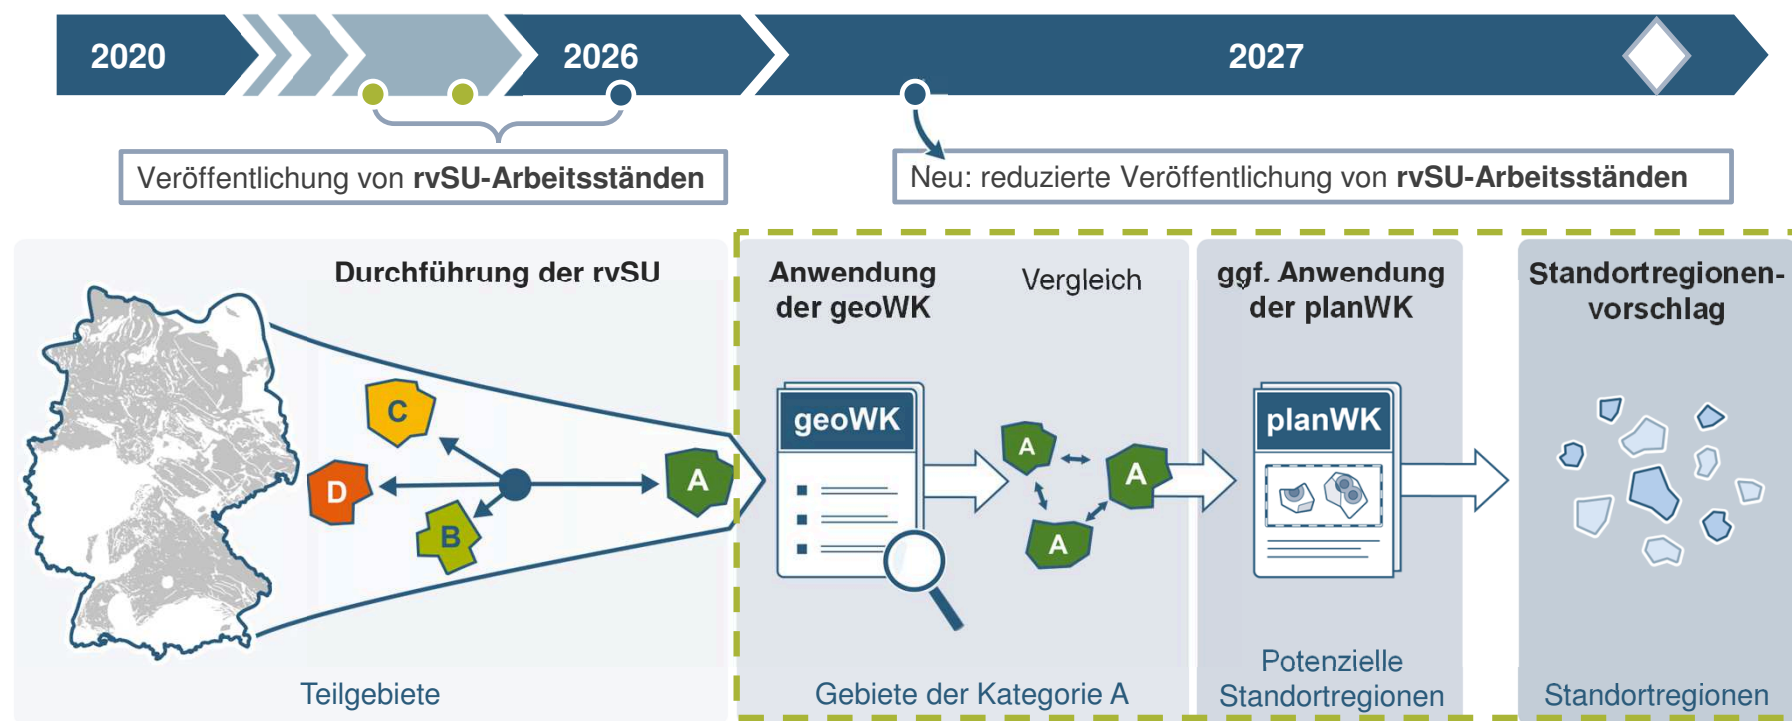 2020
2026
2027
Veröffentlichung von rvSU-Arbeitsständen
Neu: reduzierte Veröffentlichung von rvSU-Arbeitsständen
Durchführung der rvSU
C
D
B
A
Teilgebiete
Anwendung
der geoWK
Vergleich
geoWK
A
A
A
Gebiete der Kategorie A
ggf. Anwendung
der planWK
planWK
Potenzielle
Standortregionen
Standortregionen-
vorschlag
Standortregionen